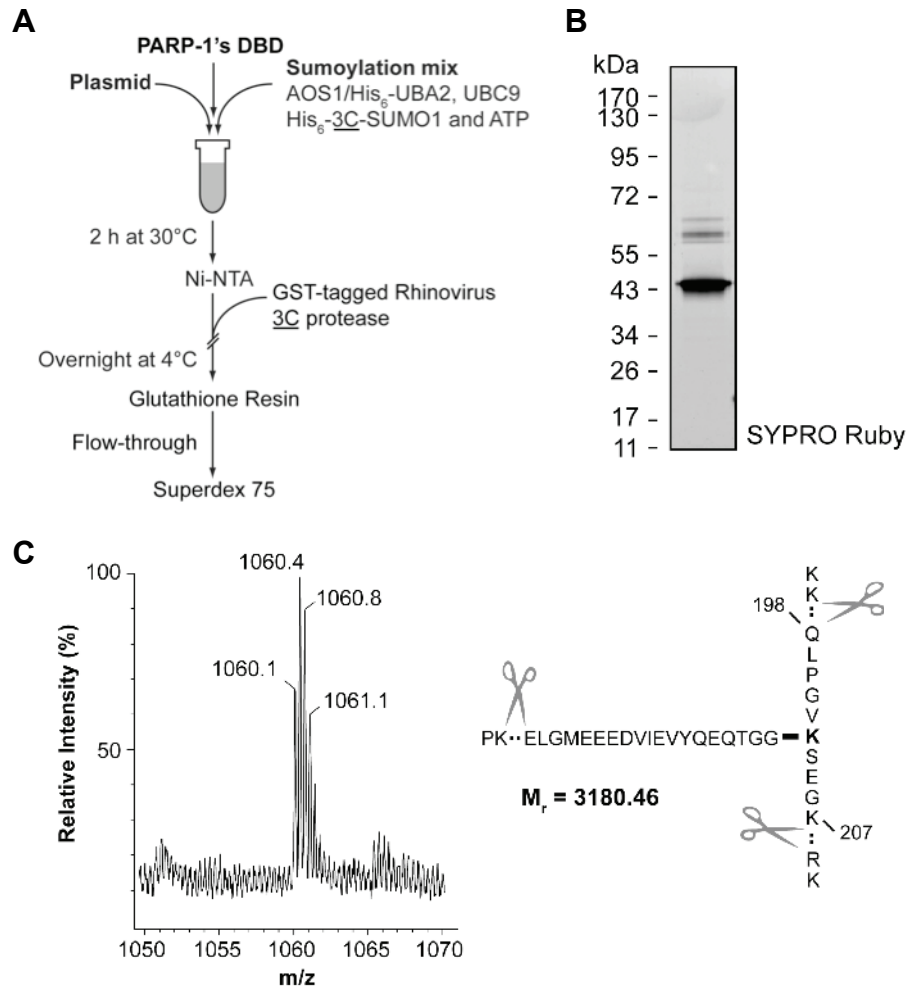 A
PARP-1's DBD
Plasmid
Sumoylation mix
AOS1/His6-UBA2, UBC9
His6-3C-SUMO1 and ATP
2 h at 30°C
Ni-NTA
GST-tagged Rhinovirus
3C protease
Overnight at 4°C
Glutathione Resin
Flow-through
Superdex 75
B
kDa
170
130
95
72
55
43
34
26
17
11
SYPRO Ruby
C
Relative Intensity (%)
100
50
1060.4
1060.8
1060.1
1061.1
1050
1055
1060
1065
1070
m/z
PK··ELGMEEEDVIEVYQEQTGG
Mr = 3180.46
K
K
198
Q
L
P
G
V
K
S
E
G
K
207
R
K